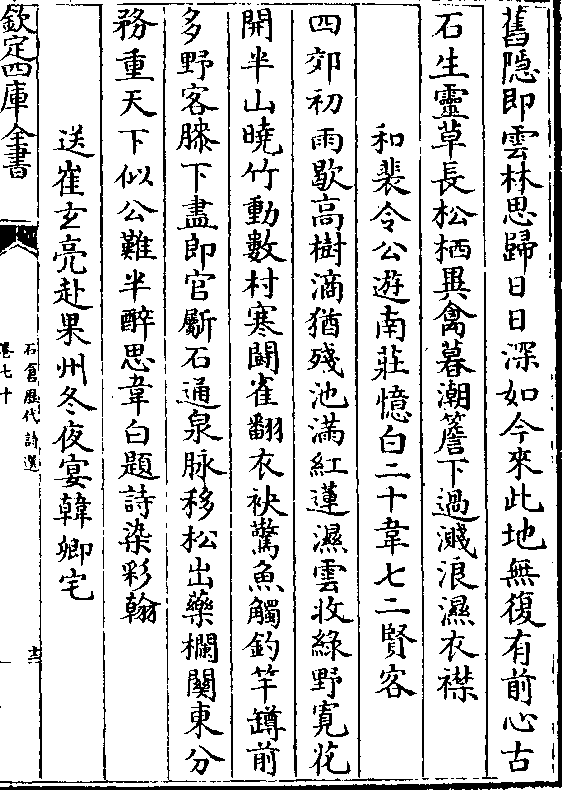 舊隐即雲林思歸日日深如今來此地無復有前心古
石生靈草長松栖異禽暮潮簷下過濺浪濕衣襟
和裴令公遊南莊憶白二十韋七二賢客
四郊初雨歇高樹滴猶殘池滿紅蓮濕雲收綠野寛花
開半山曉竹動數村寒鬬雀翻衣袂驚魚觸釣竿罇前
多野客膝下盡郎官斸石通泉脉移松出藥欄關東分
務重天下似公難半醉思韋白題詩染彩翰
送崔玄亮赴果州冬夜宴韓卿宅
欽定四庫全書
石倉歴代詩選
卷七十
十三